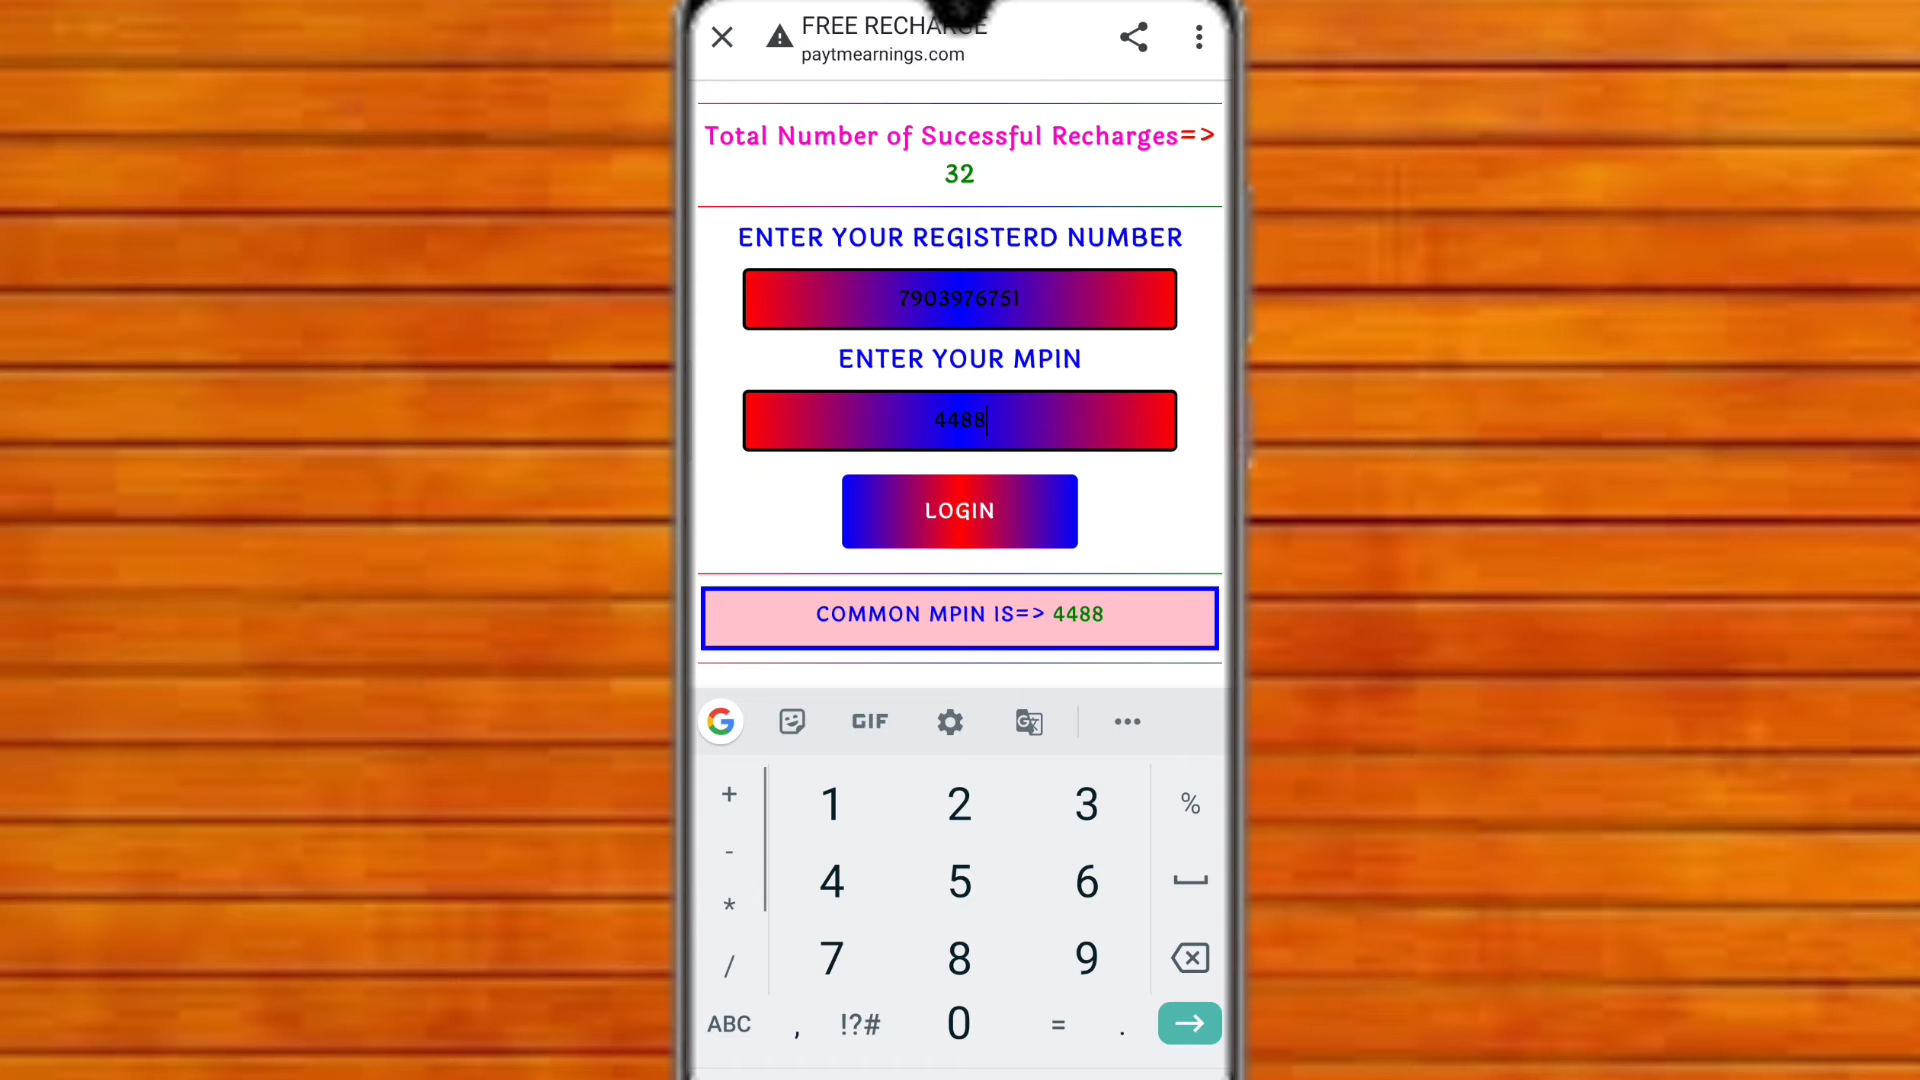 FREE RECHARGE
paytmearnings.com
Total Number of Sucessful Recharges=>
32
ENTER YOUR REGISTERD NUMBER
7903976751
ENTER YOUR MPIN
4488
LOGIN
COMMON MPIN IS=> 4488
GIF
+ 1 2 3 %
- 4 5 6
* 7 8 9
/
ABC , !?# 0 = .